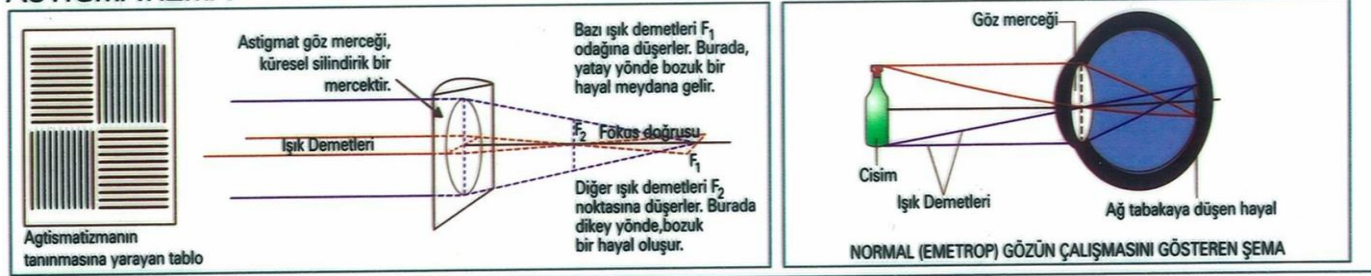 Agtismatizmanın
tanınmasına yarayan tablo
Astigmat göz merceği,
küresel silindirik bir
mercektir.
Işık Demetleri
Bazı ışık demetleri F₁
odağına düşerler. Burada,
yatay yönde bozuk bir
hayal meydana gelir.
F₂ Fokus doğrusu
F₁
Diğer ışık demetleri F₂
noktasına düşerler. Burada
dikey yönde,bozuk
bir hayal oluşur.
Göz merceği
Cisim
Işık Demetleri
Ağ tabakaya düşen hayal
NORMAL (EMETROP) GÖZÜN ÇALIŞMASINI GÖSTEREN ŞEMA